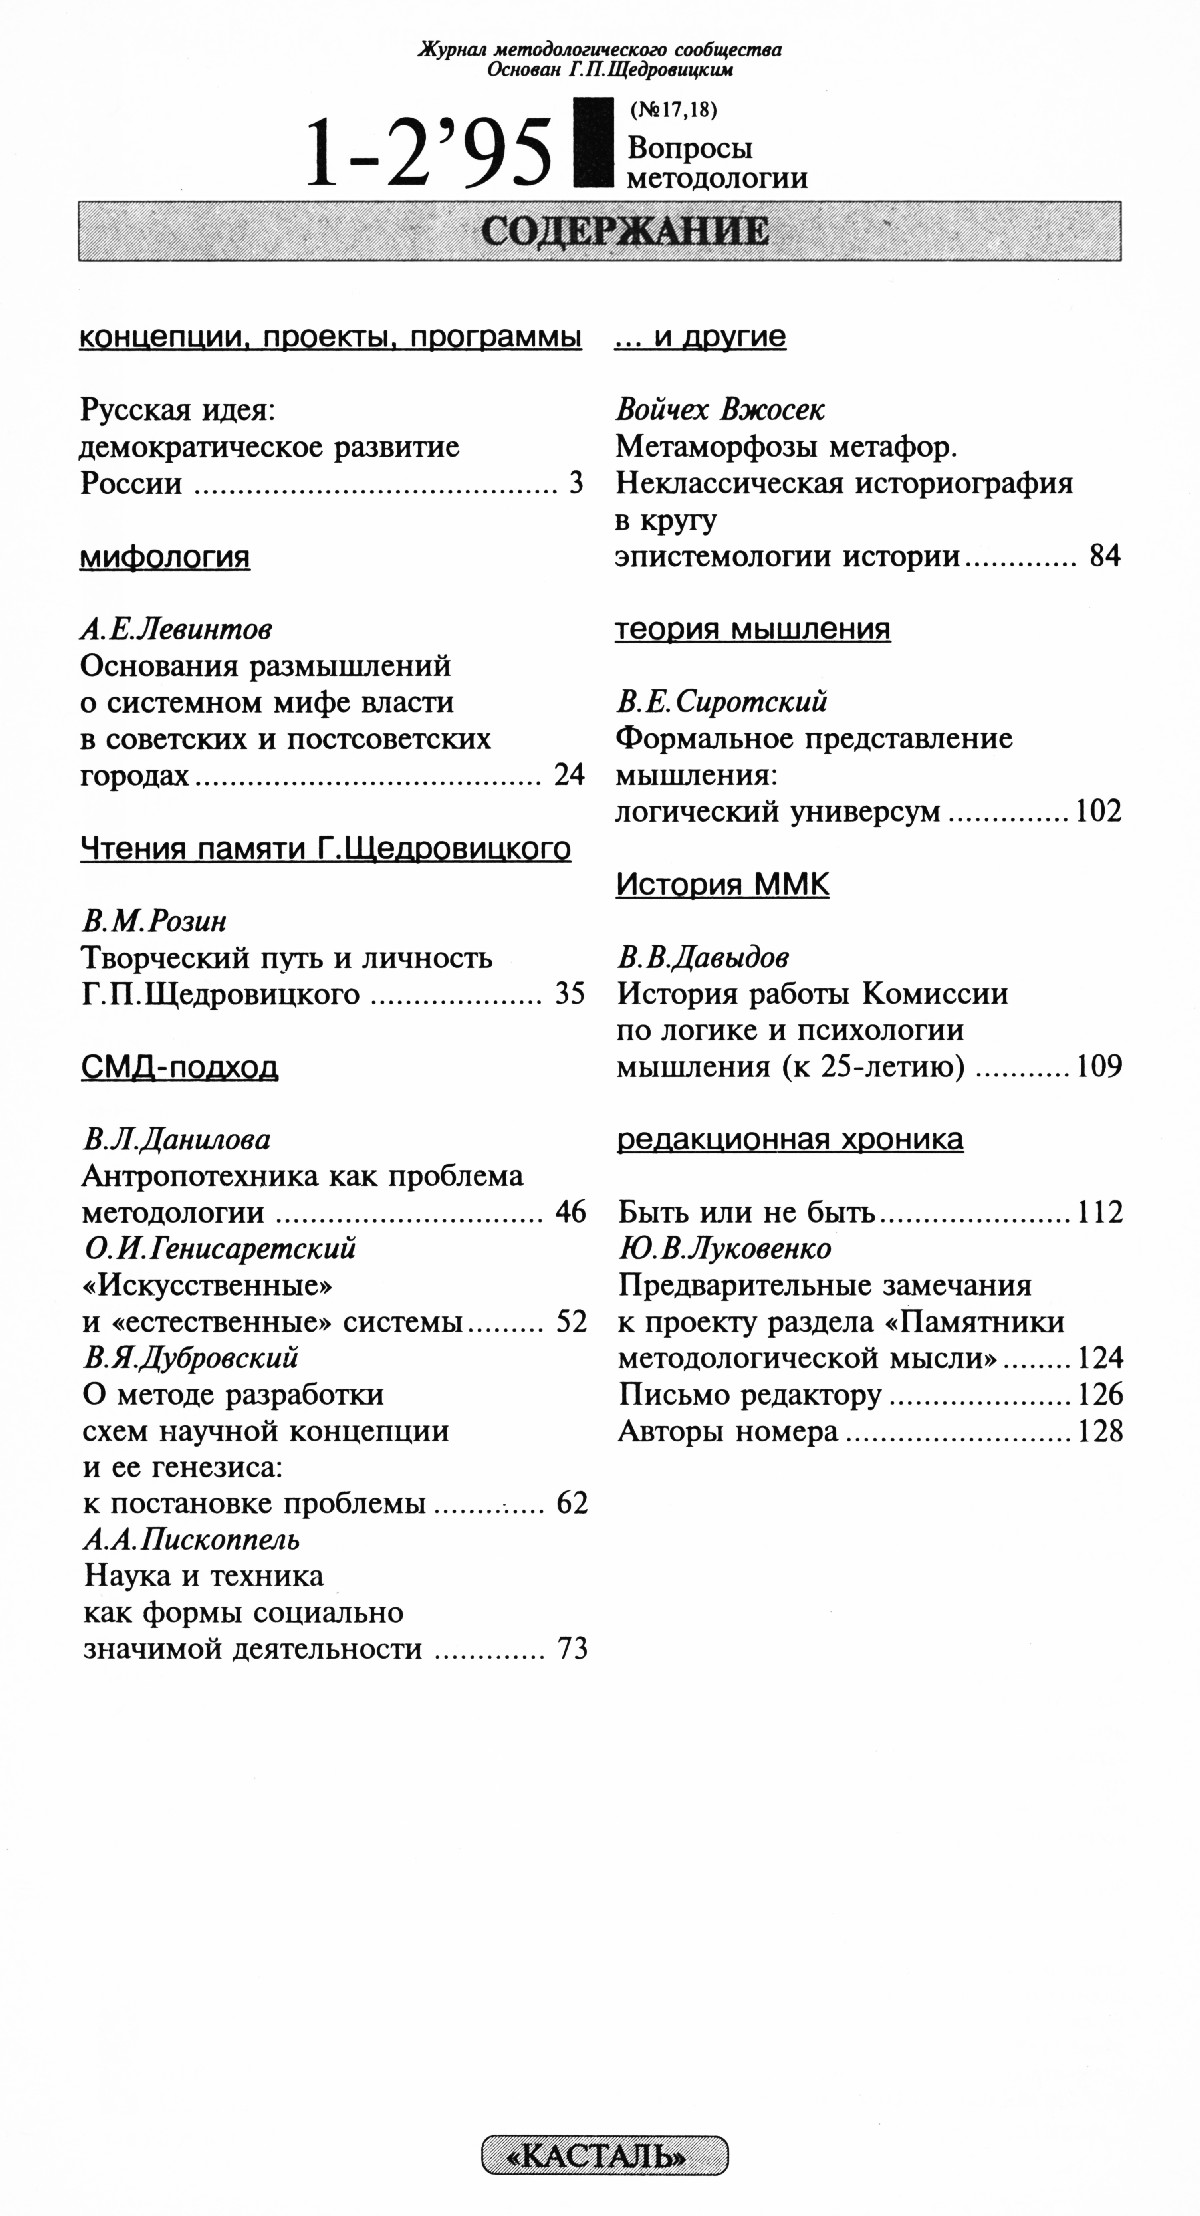 Журнал методологического сообщества
Основан Г.П.Щедровицким
1-2’95
(№17,18)
Вопросы
методологии
СОДЕРЖАНИЕ
концепции, проекты, программы
Русская идея:
демократическое развитие
России ........................................ 3
мифология
А.Е.Левинтов
Основания размышлений
о системном мифе власти
в советских и постсоветских
городах...................................... 24
Чтения памяти Г.Щедровицкого
В.М.Розин
Творческий путь и личность
Г.П.Щедровицкого .................... 35
СМД-подход
В.Л.Данилова
Антропотехника как проблема
методологии ............................... 46
О.И.Генисаретский
«Искусственные»
и «естественные» системы......... 52
В.Я.Дубровский
О методе разработки
схем научной концепции
и ее генезиса:
к постановке проблемы ............. 62
А.А.Пископпель
Наука и техника
как формы социально
значимой деятельности ............. 73
... и другие
Войчех Вжосек
Метаморфозы метафор.
Неклассическая историография
в кругу
эпистемологии истории............. 84
теория мышления
В.Е.Сиротский
Формальное представление
мышления:
логический универсум .............. 102
История ММК
В.В.Давыдов
История работы Комиссии
по логике и психологии
мышления (к 25-летию) ........... 109
редакционная хроника
Быть или не быть...................... 112
Ю.В.Луковенко
Предварительные замечания
к проекту раздела «Памятники
методологической мысли»........ 124
Письмо редактору ..................... 126
Авторы номера .......................... 128
«КАСТАЛЬ»